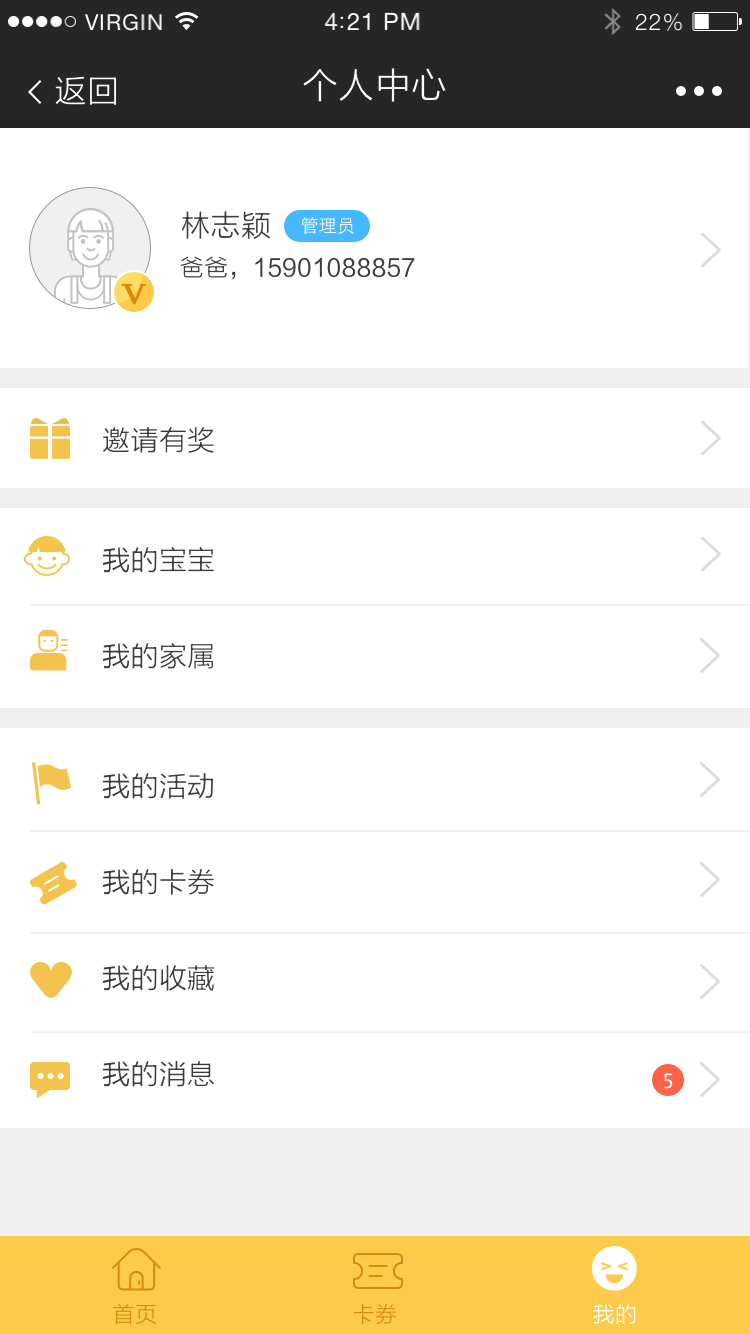 VIRGIN 4:21 PM 22%
返回 个人中心
林志颖 管理员
爸爸，15901088857
V
邀请有奖
我的宝宝
我的家属
我的活动
我的卡券
我的收藏
我的消息 5
首页 卡券 我的